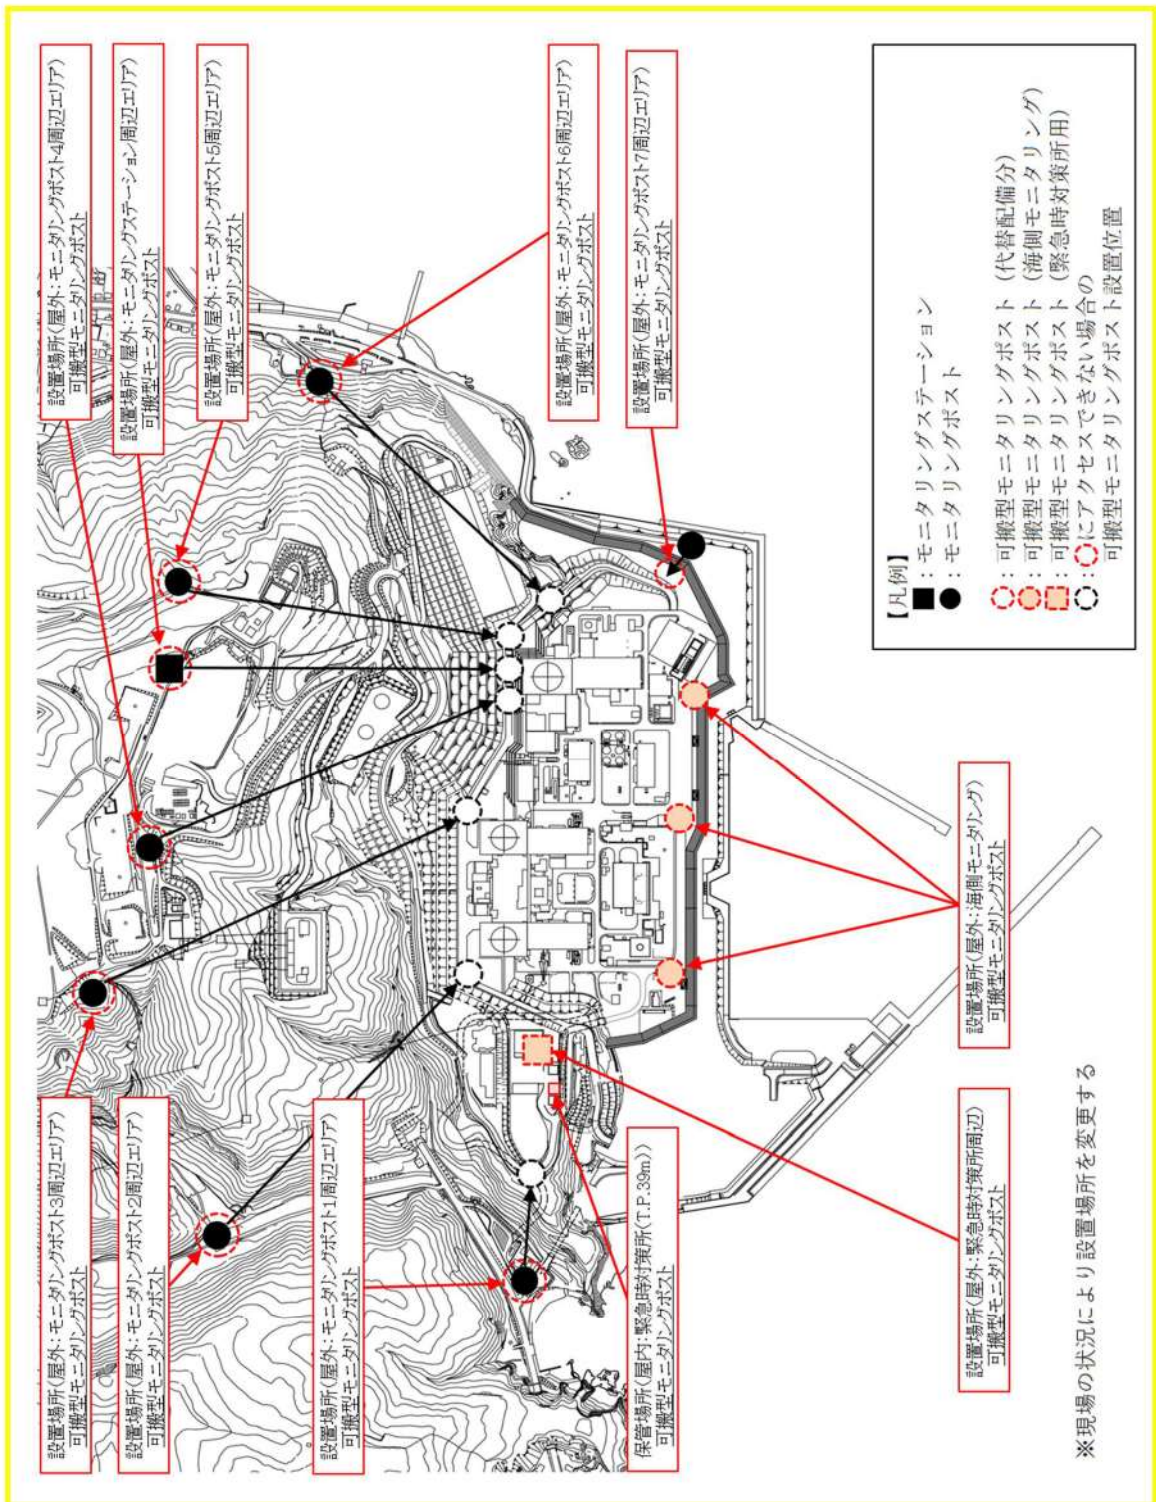 設置場所(屋外:モニタリングポスト3周辺エリア)
可搬型モニタリングポスト
設置場所(屋外:モニタリングポスト2周辺エリア)
可搬型モニタリングポスト
設置場所(屋外:モニタリングポスト1周辺エリア)
可搬型モニタリングポスト
保管場所(屋内:緊急時対策所(T.P.39m))
可搬型モニタリングポスト
設置場所(屋外:緊急時対策所周辺)
可搬型モニタリングポスト
設置場所(屋外:海側モニタリング)
可搬型モニタリングポスト
設置場所(屋外:モニタリングポスト4周辺エリア)
可搬型モニタリングポスト
設置場所(屋外:モニタリングステーション周辺エリア)
可搬型モニタリングポスト
設置場所(屋外:モニタリングポスト5周辺エリア)
可搬型モニタリングポスト
設置場所(屋外:モニタリングポスト6周辺エリア)
可搬型モニタリングポスト
設置場所(屋外:モニタリングポスト7周辺エリア)
可搬型モニタリングポスト
【凡例】
■:モニタリングステーション
●:モニタリングポスト
:可搬型モニタリングポスト(代替配備分)
:可搬型モニタリングポスト(海側モニタリング)
:可搬型モニタリングポスト(緊急時対策所用)
:◯にアクセスできない場合の
可搬型モニタリングポスト設置位置
※現場の状況により設置場所を変更する